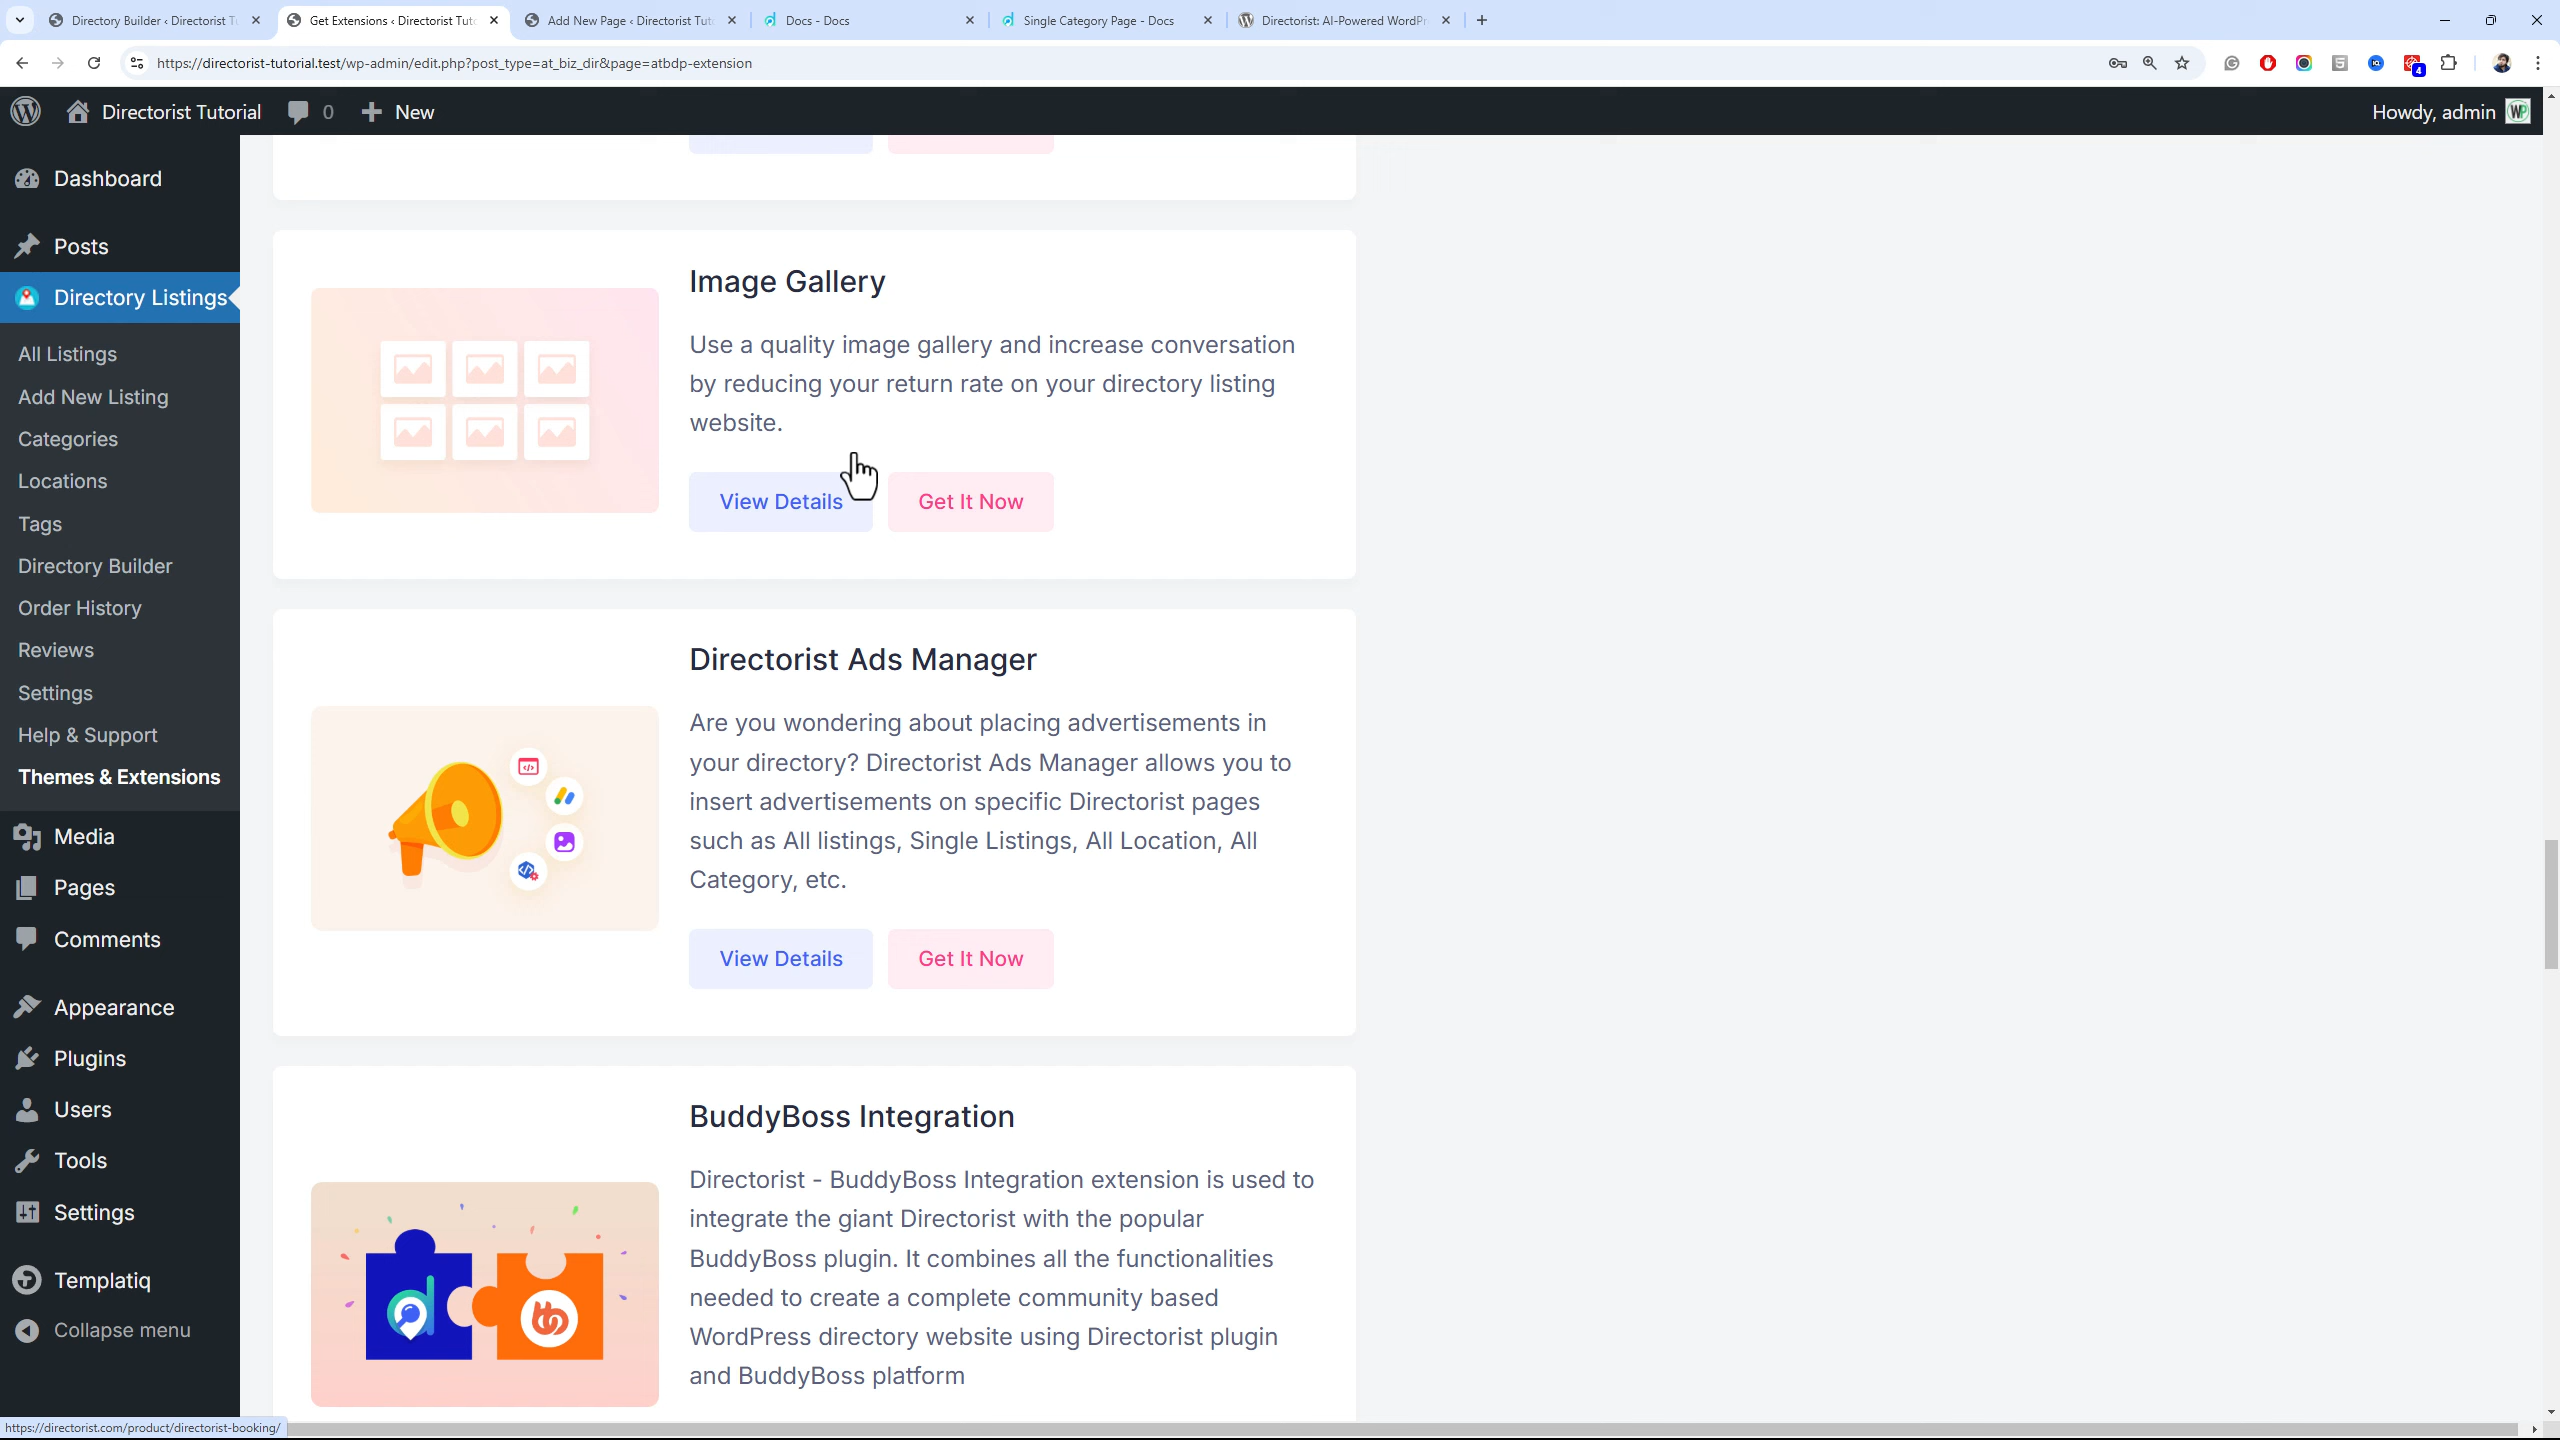 Directory Builder ‹ Directorist T
Get Extensions ‹ Directorist Tuto
Add New Page ‹ Directorist Tut
Docs - Docs
Single Category Page - Docs
Directorist: AI-Powered WordPr
https://directorist-tutorial.test/wp-admin/edit.php?post_type=at_biz_dir&page=atbdp-extension
4
Directorist Tutorial
0
New
Howdy, admin
Dashboard
Posts
Directory Listings
All Listings
Add New Listing
Categories
Locations
Tags
Directory Builder
Order History
Reviews
Settings
Help & Support
Themes & Extensions
Media
Pages
Comments
Appearance
Plugins
Users
Tools
Settings
Templatiq
Collapse menu
Image Gallery
Use a quality image gallery and increase conversation
by reducing your return rate on your directory listing
website.
View Details
Get It Now
Directorist Ads Manager
Are you wondering about placing advertisements in
your directory? Directorist Ads Manager allows you to
insert advertisements on specific Directorist pages
such as All listings, Single Listings, All Location, All
Category, etc.
View Details
Get It Now
BuddyBoss Integration
Directorist - BuddyBoss Integration extension is used to
integrate the giant Directorist with the popular
BuddyBoss plugin. It combines all the functionalities
needed to create a complete community based
WordPress directory website using Directorist plugin
and BuddyBoss platform
https://directorist.com/product/directorist-booking/